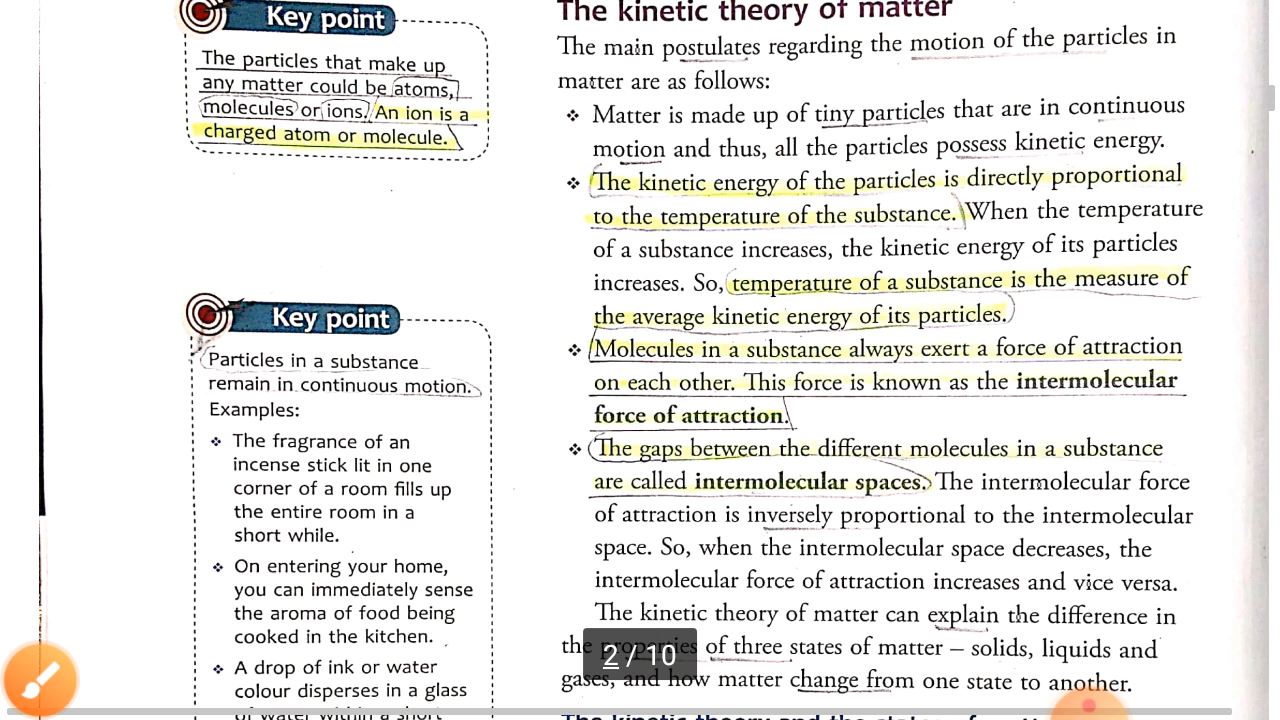 Key point
The particles that make up
any matter could be atoms,
molecules or ions. An ion is a
charged atom or molecule.
Key point
Particles in a substance
remain in continuous motion.
Examples:
❖ The fragrance of an
incense stick lit in one
corner of a room fills up
the entire room in a
short while.
❖ On entering your home,
you can immediately sense
the aroma of food being
cooked in the kitchen.
❖ A drop of ink or water
colour disperses in a glass
of water within a short
The kinetic theory of matter
The main postulates regarding the motion of the particles in
matter are as follows:
❖ Matter is made up of tiny particles that are in continuous
motion and thus, all the particles possess kinetic energy.
❖ The kinetic energy of the particles is directly proportional
to the temperature of the substance. When the temperature
of a substance increases, the kinetic energy of its particles
increases. So, temperature of a substance is the measure of
the average kinetic energy of its particles.
❖ Molecules in a substance always exert a force of attraction
on each other. This force is known as the intermolecular
force of attraction.
❖ The gaps between the different molecules in a substance
are called intermolecular spaces. The intermolecular force
of attraction is inversely proportional to the intermolecular
space. So, when the intermolecular space decreases, the
intermolecular force of attraction increases and vice versa.
The kinetic theory of matter can explain the difference in
the properties of three states of matter – solids, liquids and
gases, and how matter change from one state to another.
2 / 10